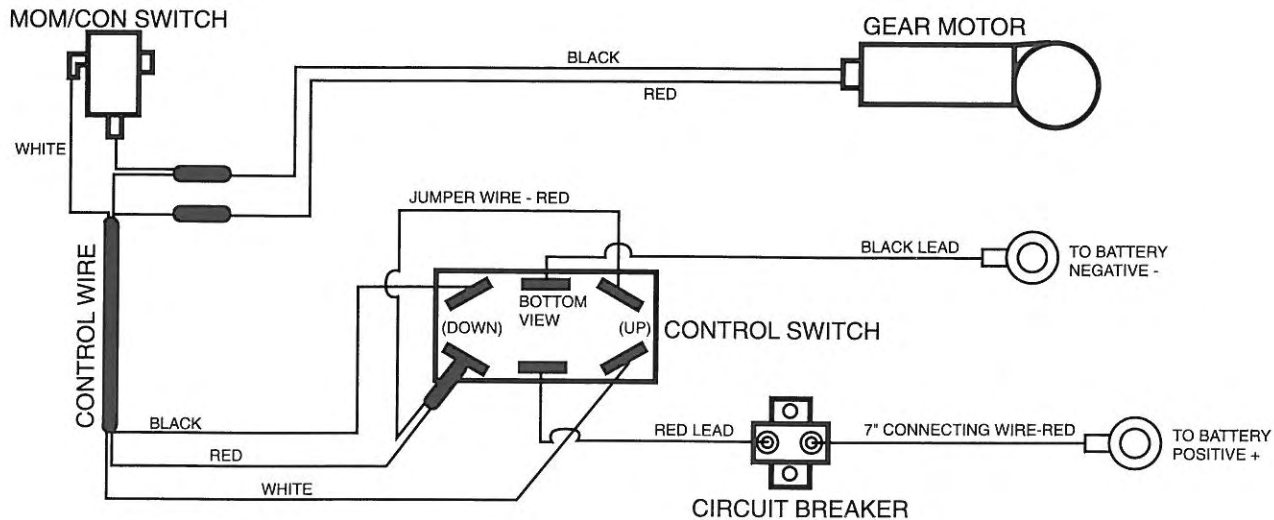 MOM/CON SWITCH
GEAR MOTOR
BLACK
RED
WHITE
JUMPER WIRE - RED
BLACK LEAD
TO BATTERY
NEGATIVE -
CONTROL WIRE
BOTTOM
VIEW
(DOWN)
(UP)
CONTROL SWITCH
BLACK
RED LEAD
7" CONNECTING WIRE-RED
TO BATTERY
POSITIVE +
RED
WHITE
CIRCUIT BREAKER